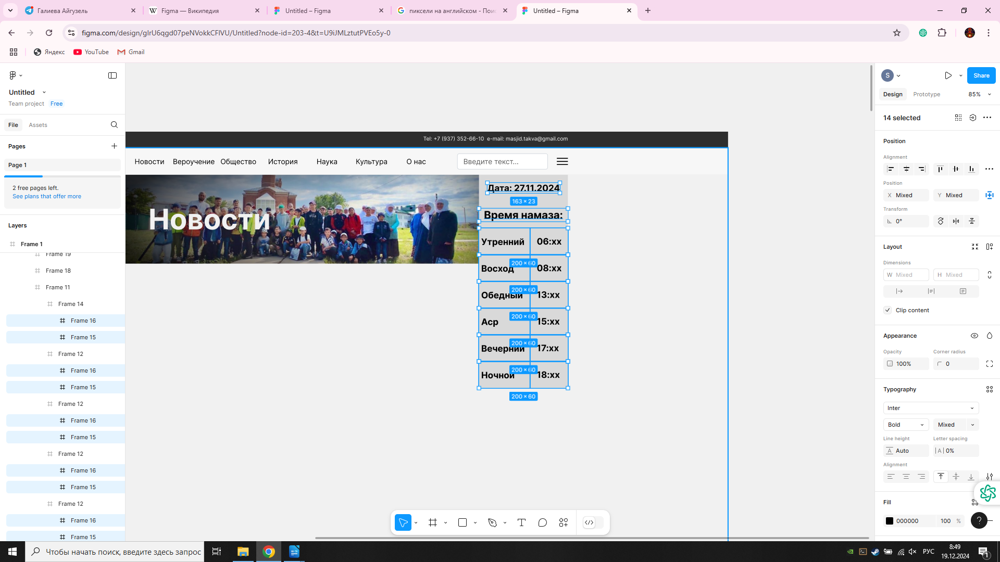 Галиева Айгузель
Figma — Википедия
Untitled – Figma
пиксели на английском - Пои
Untitled – Figma
figma.com/design/gIrU6qgd07peNVokkCFIVU/Untitled?node-id=203-4&t=U9iJMLztutPVEo5y-0
Яндекс
YouTube
Gmail
Untitled
Team project Free
File
Assets
Pages
Page 1
2 free pages left.
See plans that offer more
Layers
Frame 1
Frame 19
Frame 18
Frame 11
Frame 14
Frame 16
Frame 15
Frame 12
Frame 16
Frame 15
Frame 12
Frame 16
Frame 15
Frame 12
Frame 16
Frame 15
Frame 12
Frame 16
Frame 15
Tel: +7 (937) 352-66-10 e-mail: masjid.takva@gmail.com
Новости Вероучение Общество История Наука Культура О нас
Введите текст...
Новости
Дата: 27.11.2024
163 × 23
Время намаза:
Утренний 06:xx
200 × 60
Восход 08:xx
200 × 60
Обедный 13:xx
200 × 60
Аср 15:xx
200 × 60
Вечерний 17:xx
200 × 60
Ночной 18:xx
200 × 60
S
Share
Design
Prototype
85%
14 selected
Position
Alignment
Position
X Mixed
Y Mixed
Transform
0°
Layout
Dimensions
W Mixed
H Mixed
Clip content
Appearance
Opacity
Corner radius
100%
0
Typography
Inter
Bold
Mixed
Line height
Letter spacing
Auto
|A| 0%
Alignment
Fill
000000
100 %
?
Чтобы начать поиск, введите здесь запрос
РУС
8:49
19.12.2024
1